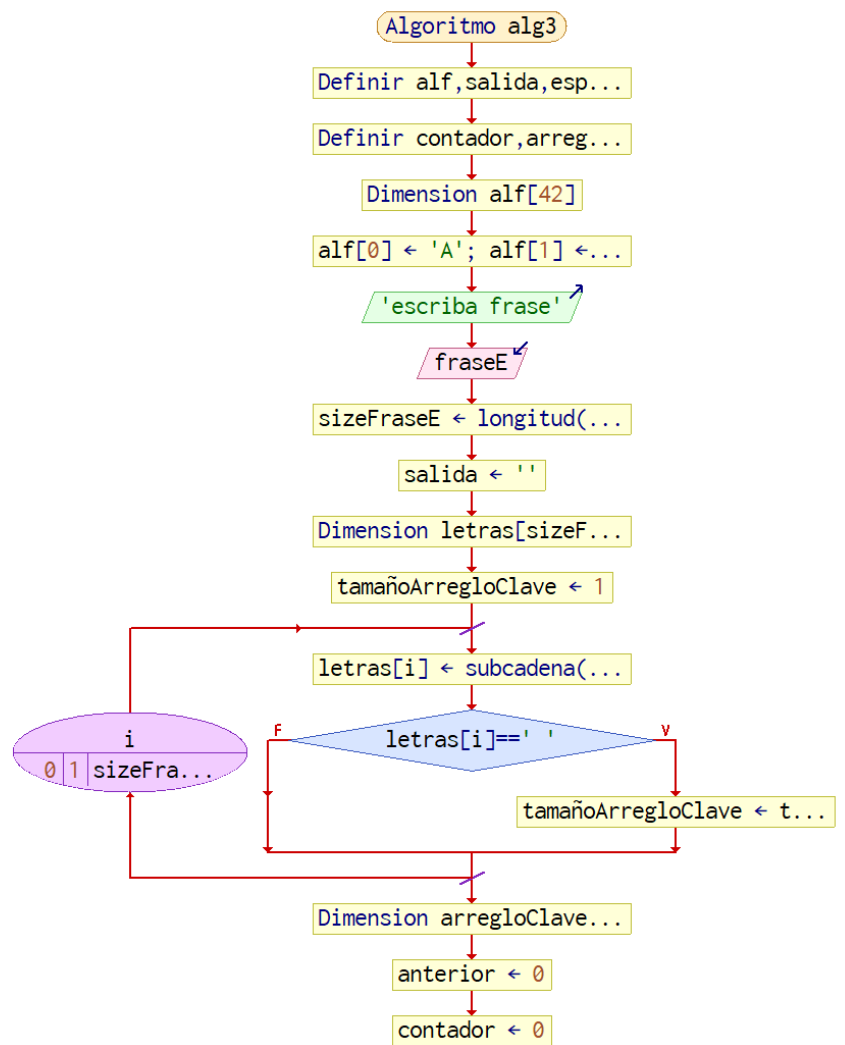 Algoritmo alg3
Definir alf,salida,esp...
Definir contador,arreg...
Dimension alf[42]
alf[0] ← 'A'; alf[1] ←...
'escriba frase'
fraseE
sizeFraseE ← longitud(...
salida ← ''
Dimension letras[sizeF...
tamañoArregloClave ← 1
letras[i] ← subcadena(...
i
0 1 sizeFra...
F
letras[i]==' '
V
tamañoArregloClave ← t...
Dimension arregloClave...
anterior ← 0
contador ← 0